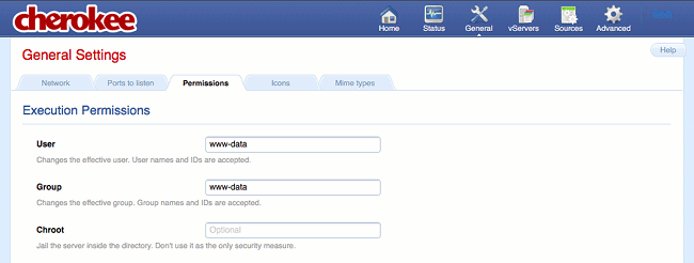 cherokee
Home Status General vServers Sources Advanced
General Settings
Help
Network Ports to listen Permissions Icons Mime types
Execution Permissions
User www-data
Changes the effective user. User names and IDs are accepted.
Group www-data
Changes the effective group. Group names and IDs are accepted.
Chroot Optional
Jail the server inside the directory. Don't use it as the only security measure.